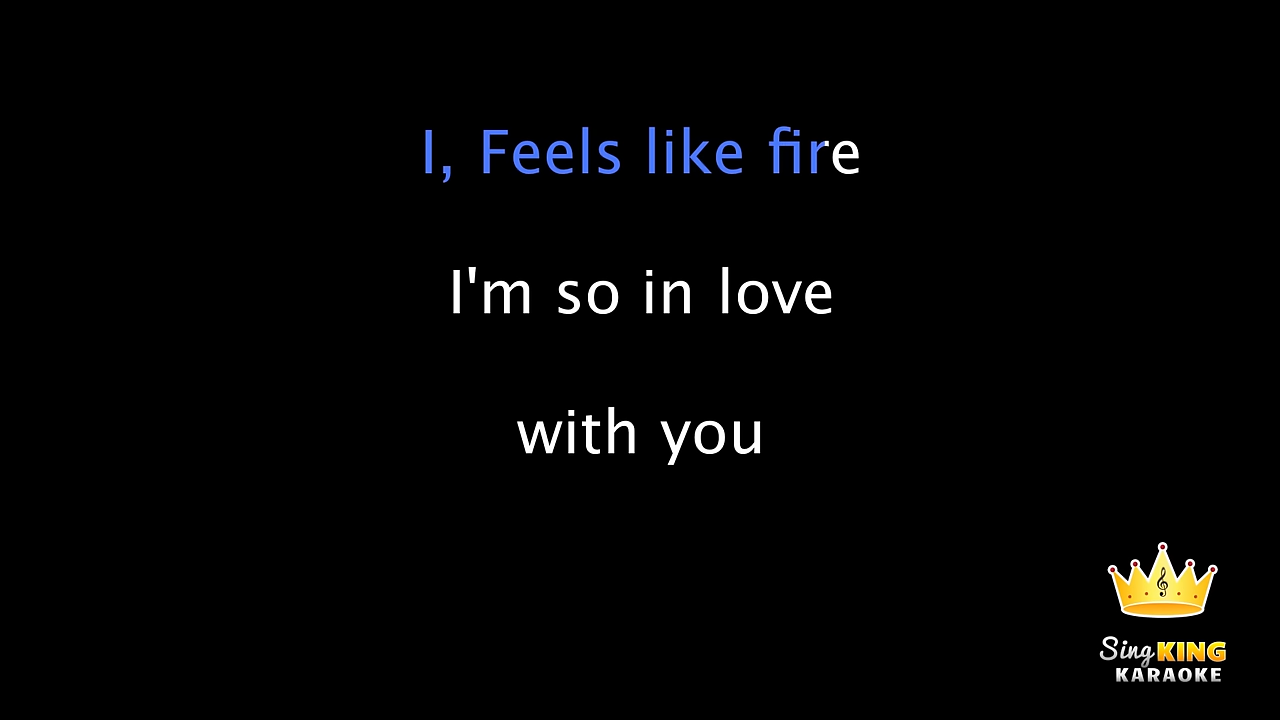 I, Feels like fire
I'm so in love
with you
Sing KING
KARAOKE